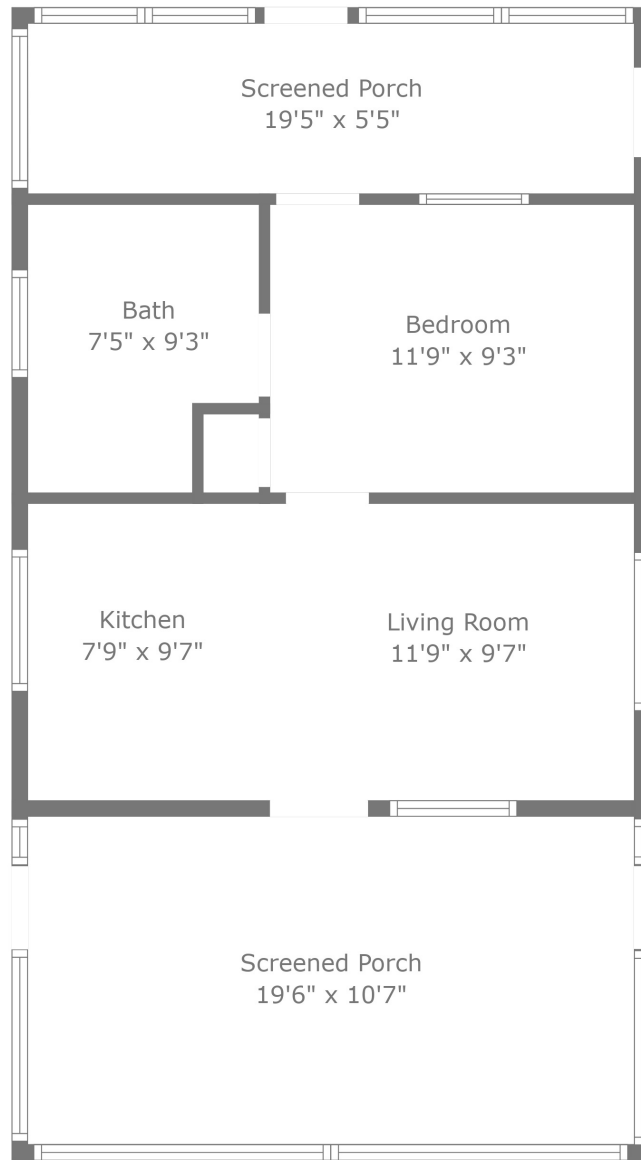 Screened Porch
19'5" x 5'5"
Bath
7'5" x 9'3"
Bedroom
11'9" x 9'3"
Kitchen
7'9" x 9'7"
Living Room
11'9" x 9'7"
Screened Porch
19'6" x 10'7"